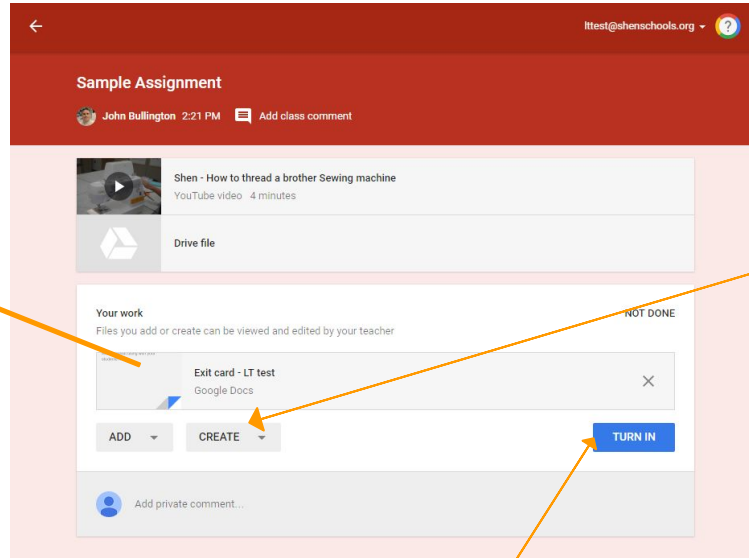 lttest@shenschools.org
?
Sample Assignment
John Bullington 2:21 PM Add class comment
Shen - How to thread a brother Sewing machine
YouTube video 4 minutes
Drive file
Your work NOT DONE
Files you add or create can be viewed and edited by your teacher
Exit card - LT test
Google Docs
ADD CREATE TURN IN
Add private comment...